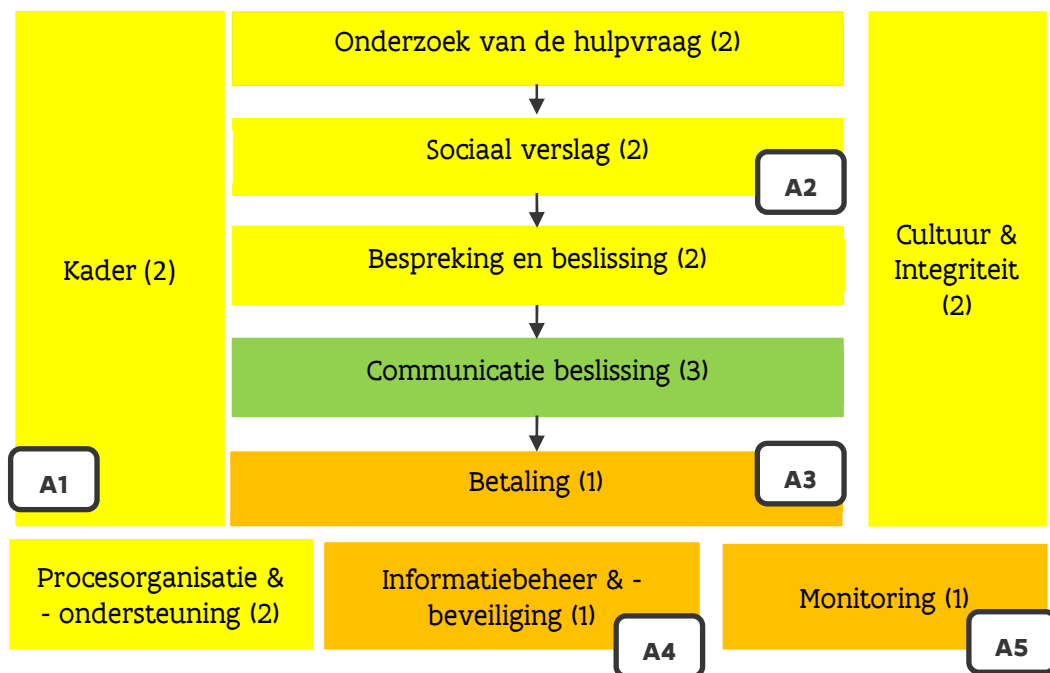 Onderzoek van de hulpvraag (2)
Sociaal verslag (2)
A2
Bespreking en beslissing (2)
Kader (2)
Cultuur &
Integriteit
(2)
Communicatie beslissing (3)
A1
Betaling (1)
A3
Procesorganisatie &
- ondersteuning (2)
Informatiebeheer & -
beveiliging (1)
A4
Monitoring (1)
A5